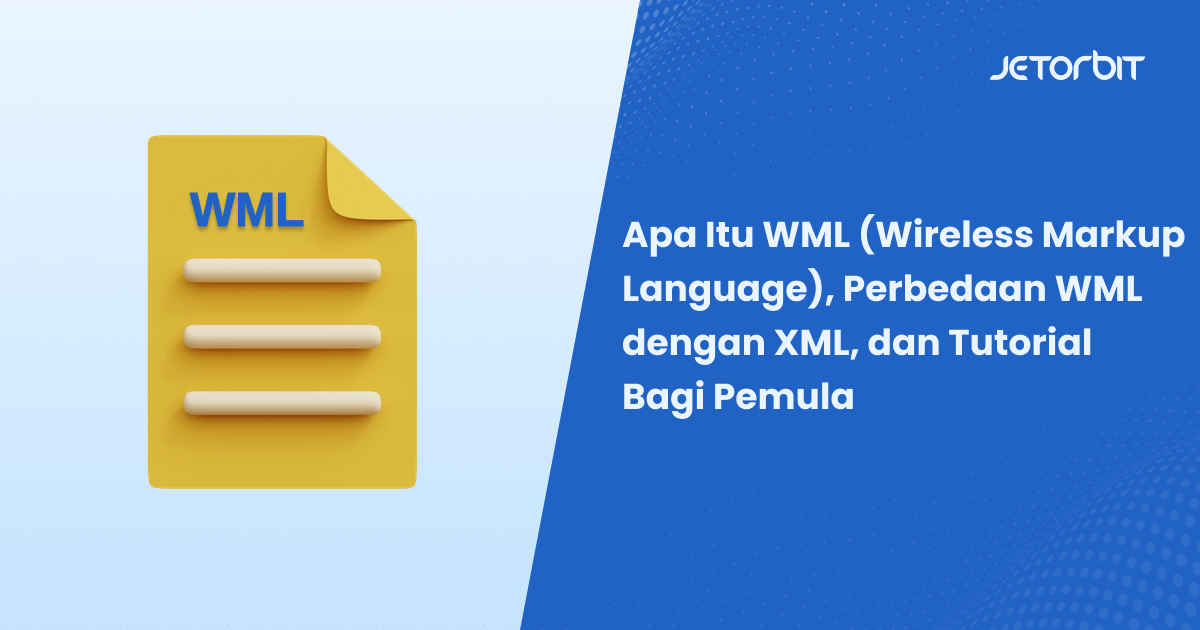 JETORBIT
WML
Apa Itu WML (Wireless Markup
Language), Perbedaan WML
dengan XML, dan Tutorial
Bagi Pemula